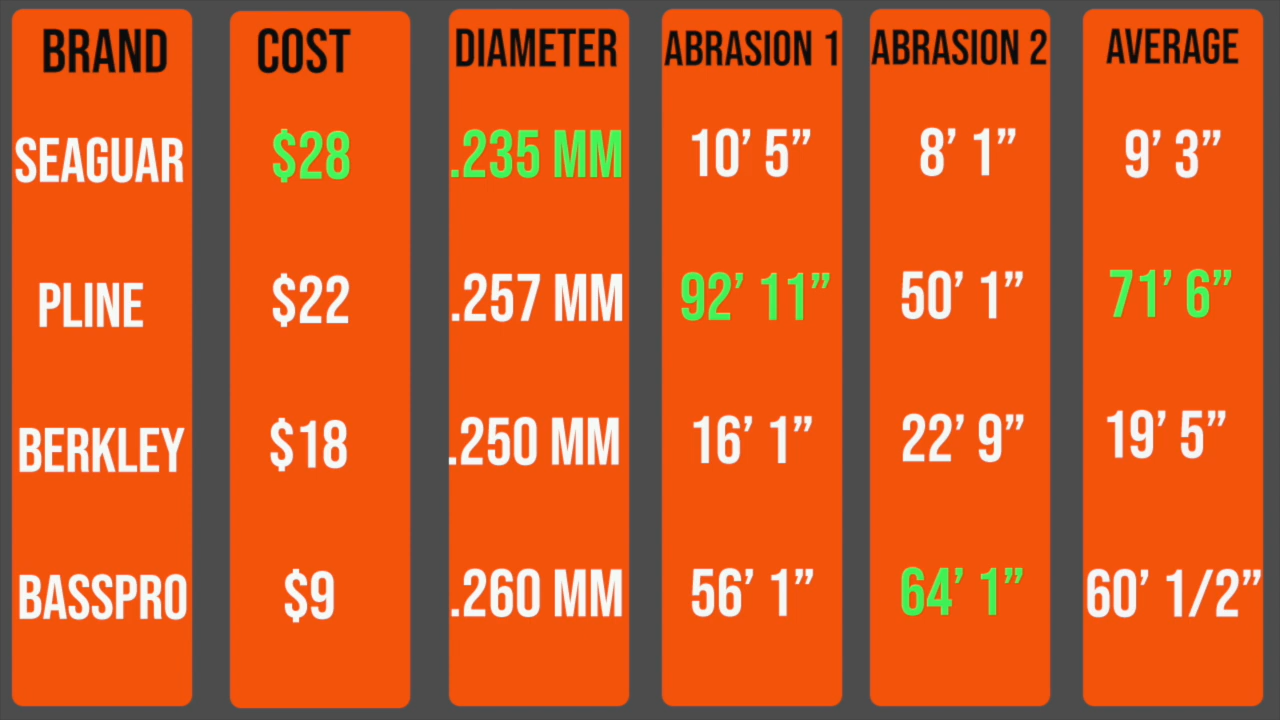 BRAND COST DIAMETER ABRASION 1 ABRASION 2 AVERAGE
SEAGUAR $28 .235 MM 10’ 5” 8’ 1” 9’ 3”
PLINE $22 .257 MM 92’ 11” 50’ 1” 71’ 6”
BERKLEY $18 .250 MM 16’ 1” 22’ 9” 19’ 5”
BASSPRO $9 .260 MM 56’ 1” 64’ 1” 60’ 1/2”